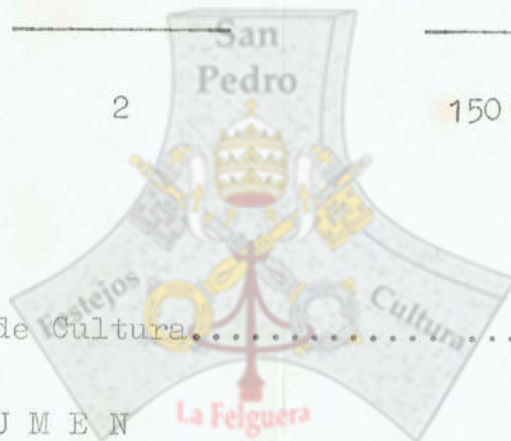 San
Pedro
2 150
Festejos
Cultura
de Cultura....................
La Felguera
U M E N